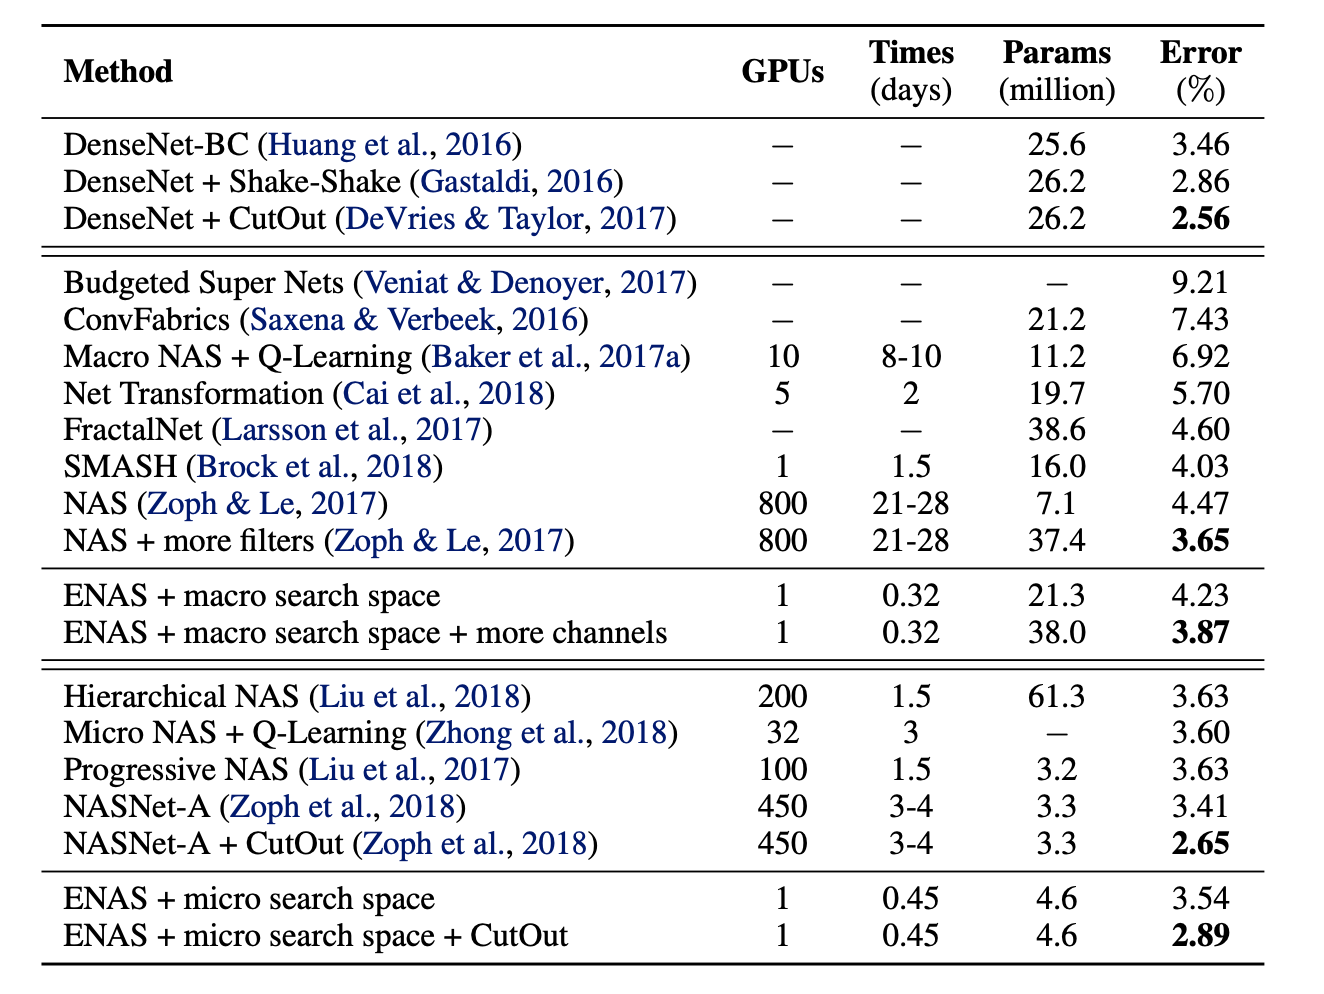 Method GPUs Times (days) Params (million) Error (%)
DenseNet-BC (Huang et al., 2016) – – 25.6 3.46
DenseNet + Shake-Shake (Gastaldi, 2016) – – 26.2 2.86
DenseNet + CutOut (DeVries & Taylor, 2017) – – 26.2 2.56
Budgeted Super Nets (Veniat & Denoyer, 2017) – – – 9.21
ConvFabrics (Saxena & Verbeek, 2016) – – 21.2 7.43
Macro NAS + Q-Learning (Baker et al., 2017a) 10 8-10 11.2 6.92
Net Transformation (Cai et al., 2018) 5 2 19.7 5.70
FractalNet (Larsson et al., 2017) – – 38.6 4.60
SMASH (Brock et al., 2018) 1 1.5 16.0 4.03
NAS (Zoph & Le, 2017) 800 21-28 7.1 4.47
NAS + more filters (Zoph & Le, 2017) 800 21-28 37.4 3.65
ENAS + macro search space 1 0.32 21.3 4.23
ENAS + macro search space + more channels 1 0.32 38.0 3.87
Hierarchical NAS (Liu et al., 2018) 200 1.5 61.3 3.63
Micro NAS + Q-Learning (Zhong et al., 2018) 32 3 – 3.60
Progressive NAS (Liu et al., 2017) 100 1.5 3.2 3.63
NASNet-A (Zoph et al., 2018) 450 3-4 3.3 3.41
NASNet-A + CutOut (Zoph et al., 2018) 450 3-4 3.3 2.65
ENAS + micro search space 1 0.45 4.6 3.54
ENAS + micro search space + CutOut 1 0.45 4.6 2.89